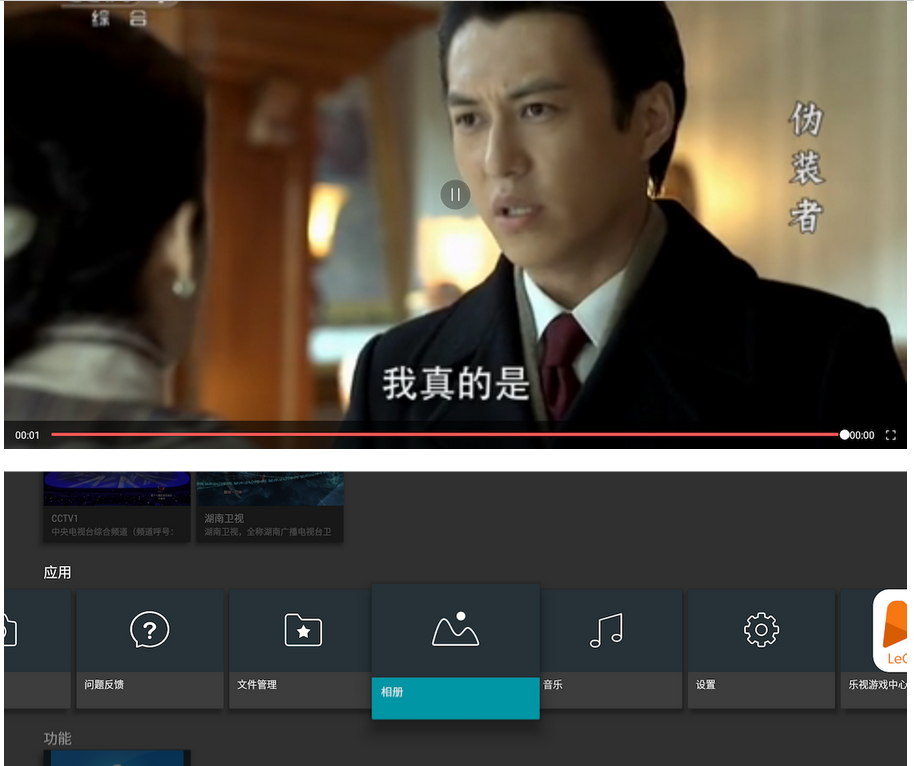 综合
伪装者
我真的是
00:01
00:00
CCTV1
中央电视台综合频道（频道呼号：
湖南卫视
湖南卫视，全称湖南广播电视台卫
应用
问题反馈
文件管理
相册
音乐
设置
LeG
乐视游戏中心
功能